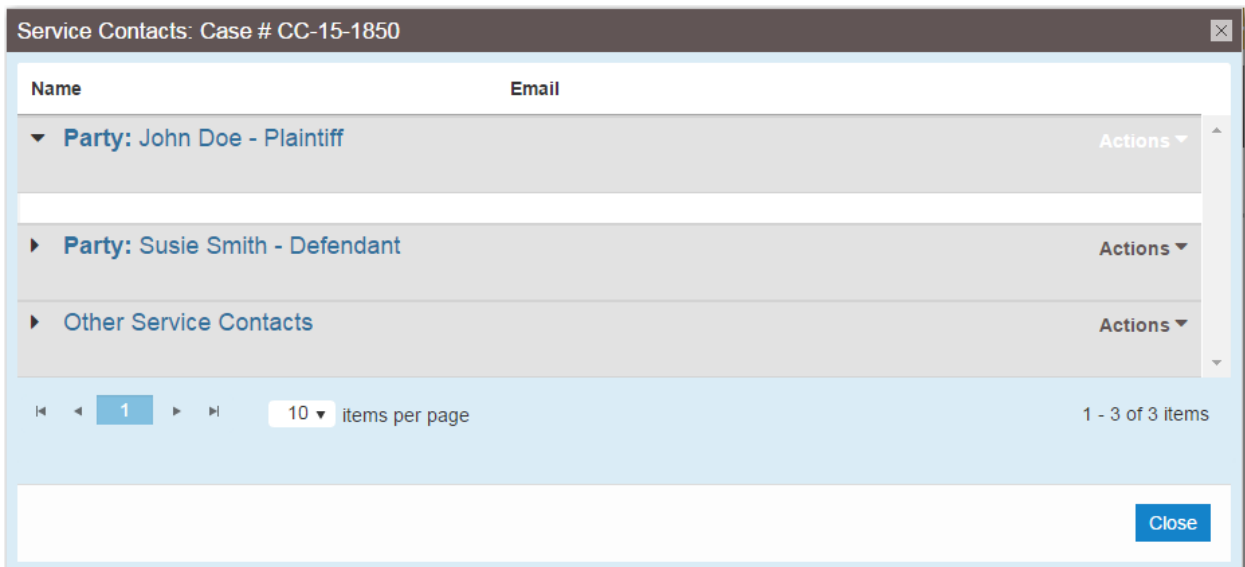 Service Contacts: Case # CC-15-1850
Name Email
Party: John Doe - Plaintiff Actions
Party: Susie Smith - Defendant Actions
Other Service Contacts Actions
1 10 items per page 1 - 3 of 3 items
Close